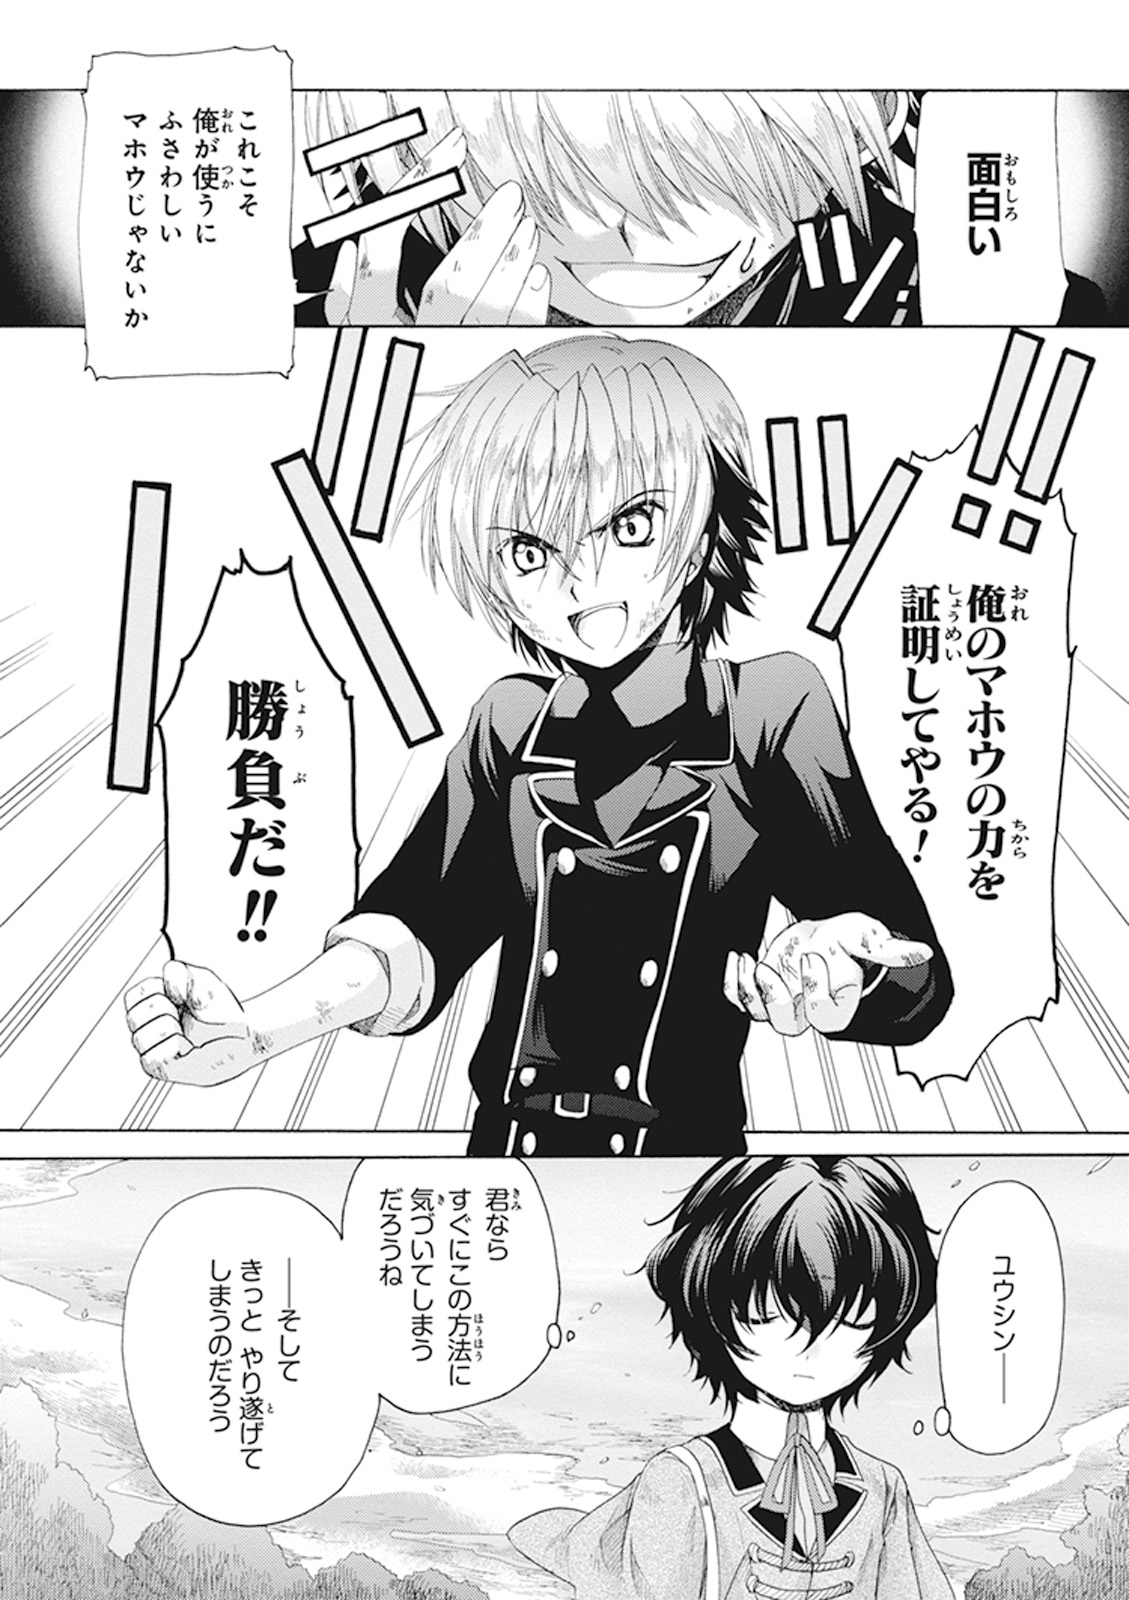 面白い
これこそ
俺が使うに
ふさわしい
マホウじゃないか
俺のマホウの力を
証明してやる！
勝負だ！！
ユウシン――
君なら
すぐにこの方法に
気づいてしまう
だろうね
――そして
きっと やり遂げて
しまうのだろう